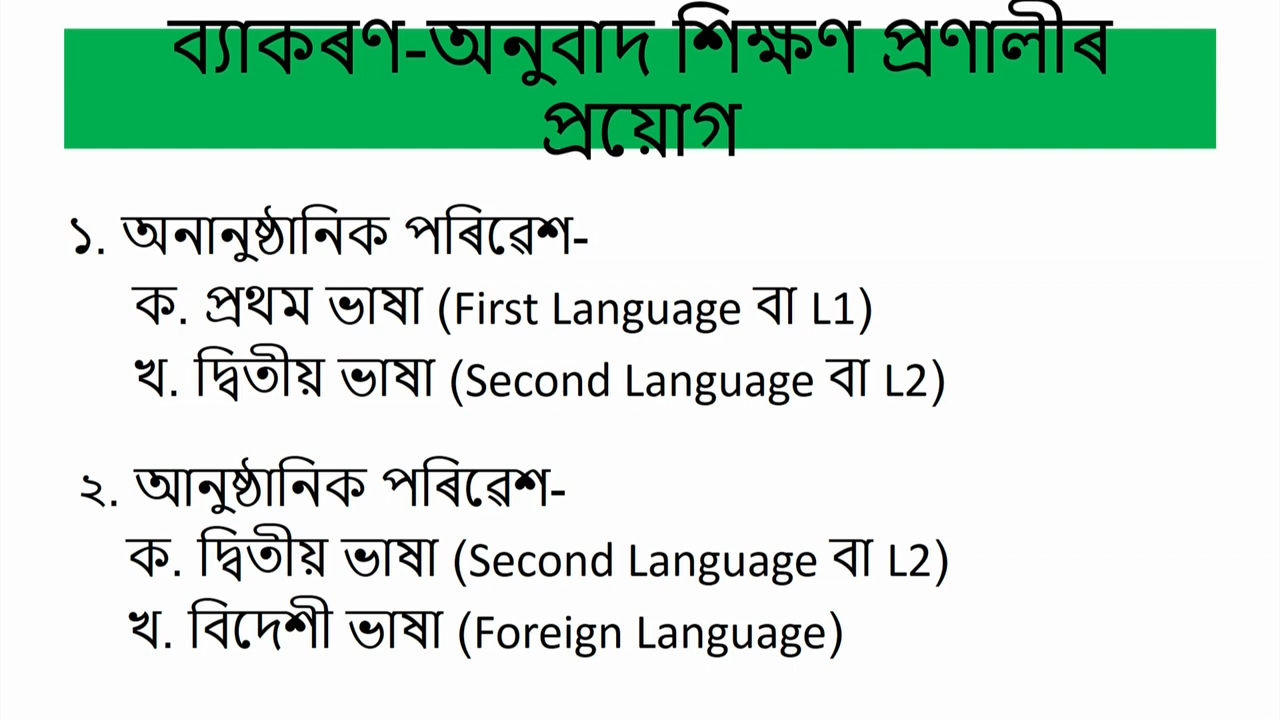 ব্যাকৰণ-অনুবাদ শিক্ষণ প্ৰণালীৰ
প্ৰয়োগ
১. অনানুষ্ঠানিক পৰিৱেশ-
ক. প্ৰথম ভাষা (First Language বা L1)
খ. দ্বিতীয় ভাষা (Second Language বা L2)
২. আনুষ্ঠানিক পৰিৱেশ-
ক. দ্বিতীয় ভাষা (Second Language বা L2)
খ. বিদেশী ভাষা (Foreign Language)